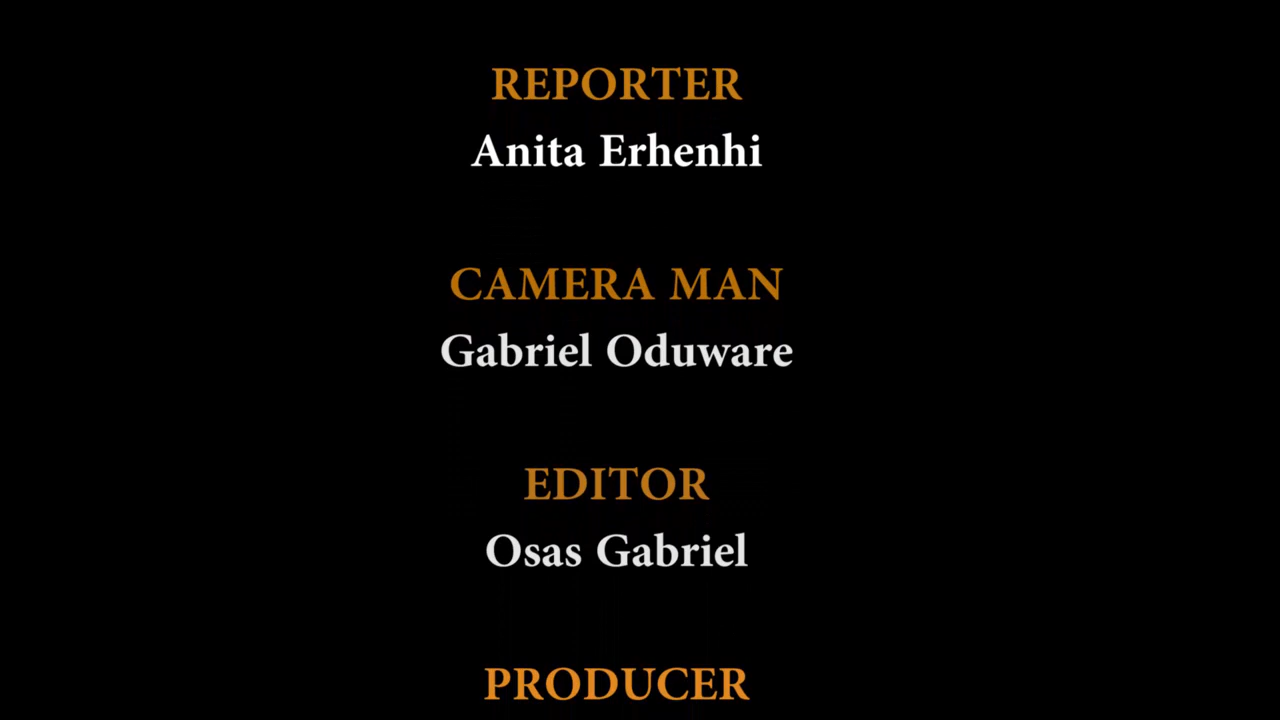 REPORTER
Anita Erhenhi
CAMERA MAN
Gabriel Oduware
EDITOR
Osas Gabriel
PRODUCER